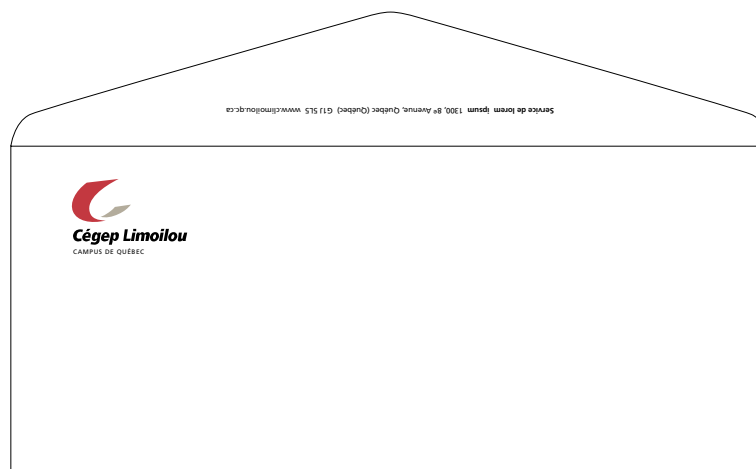 Service de lorem ipsum 1300, 8e Avenue, Québec (Québec) G1J 5L5 www.climoilou.qc.ca
Cégep Limoilou
CAMPUS DE QUÉBEC